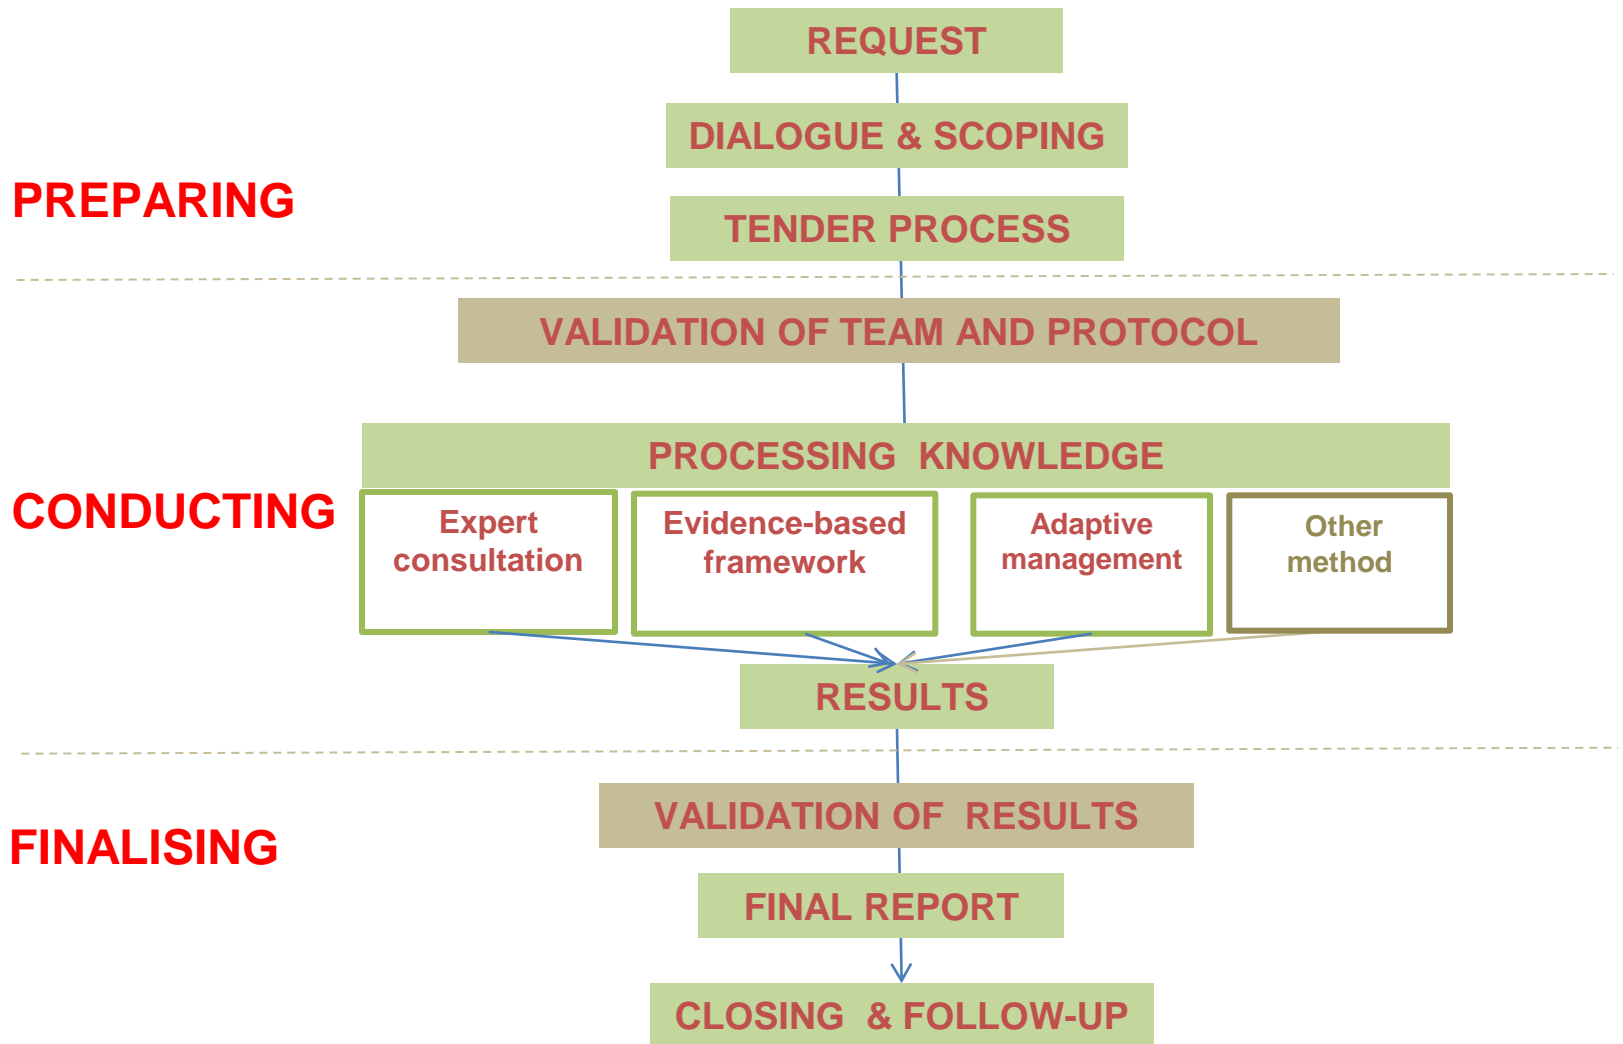 REQUEST
DIALOGUE & SCOPING
PREPARING
TENDER PROCESS
VALIDATION OF TEAM AND PROTOCOL
PROCESSING KNOWLEDGE
CONDUCTING
Expert
consultation
Evidence-based
framework
Adaptive
management
Other
method
RESULTS
VALIDATION OF RESULTS
FINALISING
FINAL REPORT
CLOSING & FOLLOW-UP